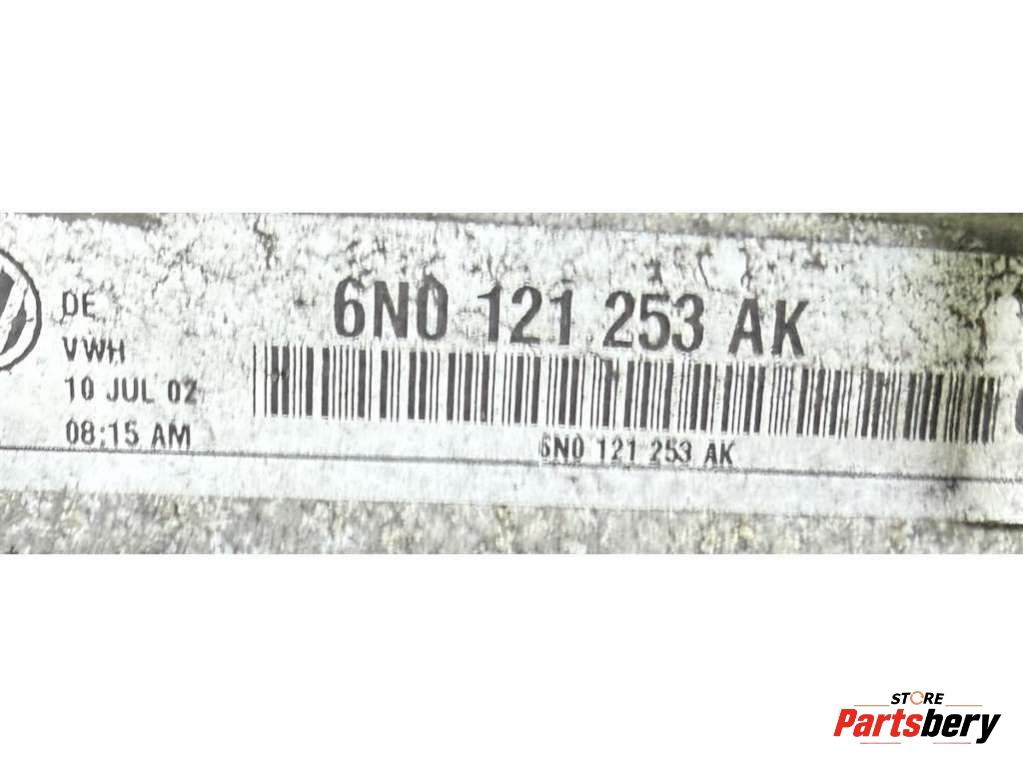 DE
VWH
10 JUL 02
08:15 AM
6N0 121 253 AK
6N0 121 253 AK
STORE
Partsbery